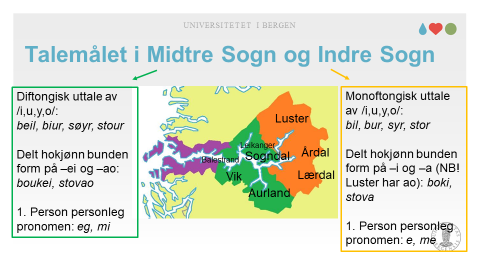 UNIVERSITETET I BERGEN
Talemålet i Midtre Sogn og Indre Sogn
Diftongisk uttale av
/i,u,y,o/:
beil, biur, søyr, stour
Delt hokjønn bunden
form på –ei og –ao:
boukei, stovao
1. Person personleg
pronomen: eg, mi
Luster
Leikanger
Balestrand
Sogndal
Årdal
Vik
Lærdal
Aurland
Monoftongisk uttale
av /i,u,y,o/:
bil, bur, syr, stor
Delt hokjønn bunden
form på –i og –a (NB!
Luster har ao): boki,
stova
1. Person personleg
pronomen: e, me